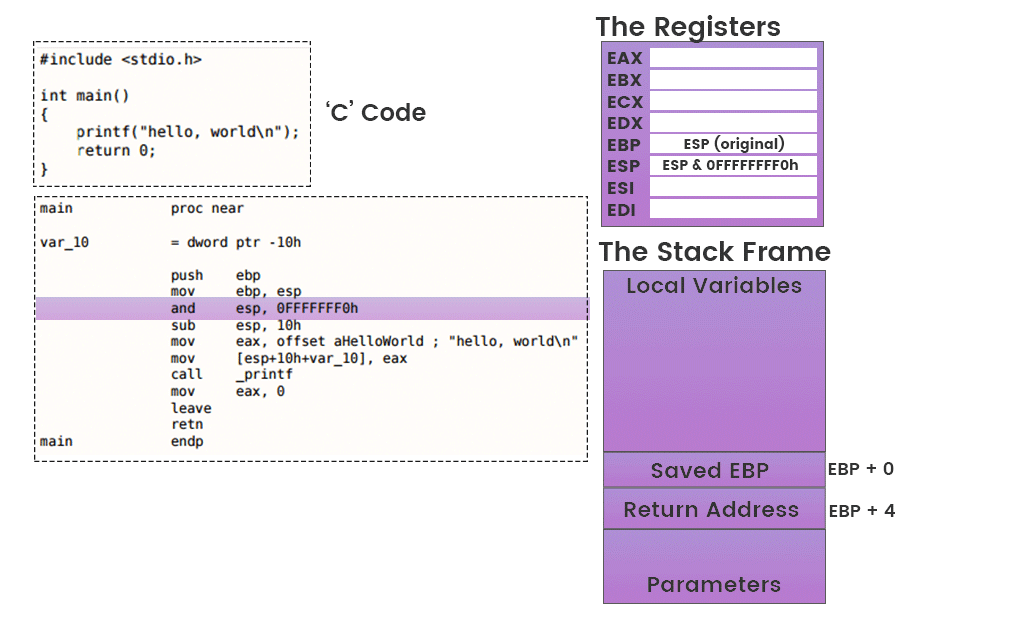 #include <stdio.h>
int main()
{
    printf("hello, world\n");
    return 0;
}
‘C’ Code
main proc near
var_10 = dword ptr -10h
push ebp
mov ebp, esp
and esp, 0FFFFFFF0h
sub esp, 10h
mov eax, offset aHelloWorld ; "hello, world\n"
mov [esp+10h+var_10], eax
call _printf
mov eax, 0
leave
retn
main endp
The Registers
EAX
EBX
ECX
EDX
EBP ESP (original)
ESP ESP & 0FFFFFFFF0h
ESI
EDI
The Stack Frame
Local Variables
Saved EBP EBP + 0
Return Address EBP + 4
Parameters